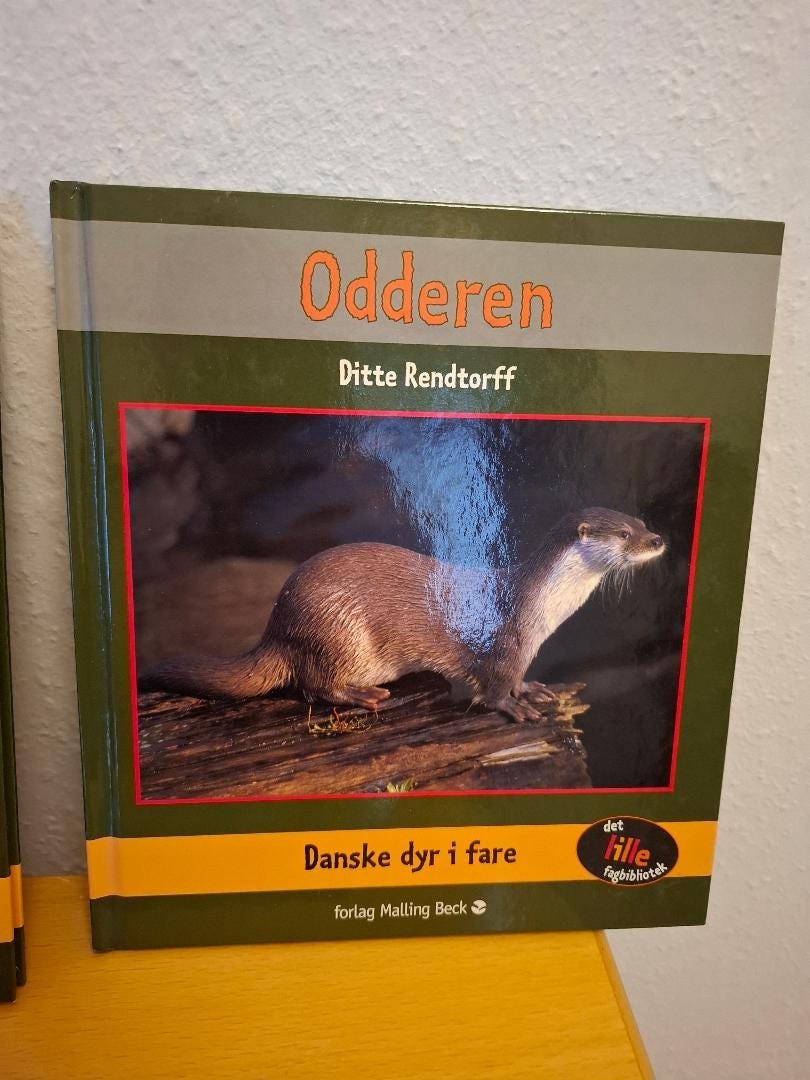 Odderen
Ditte Rendtorff
Danske dyr i fare
det
lille
fagbibliotek
forlag Malling Beck